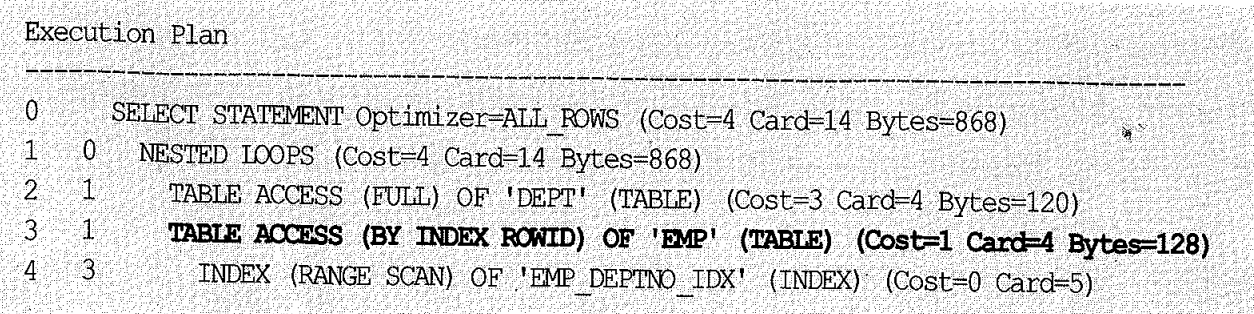 Execution Plan
--------------------------------------------------------------------------------
0 SELECT STATEMENT Optimizer=ALL_ROWS (Cost=4 Card=14 Bytes=868)
1 0 NESTED LOOPS (Cost=4 Card=14 Bytes=868)
2 1 TABLE ACCESS (FULL) OF 'DEPT' (TABLE) (Cost=3 Card=4 Bytes=120)
3 1 TABLE ACCESS (BY INDEX ROWID) OF 'EMP' (TABLE) (Cost=1 Card=4 Bytes=128)
4 3 INDEX (RANGE SCAN) OF 'EMP_DEPTNO_IDX' (INDEX) (Cost=0 Card=5)